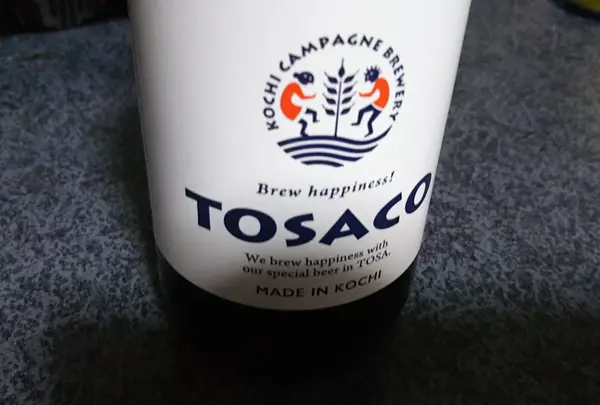 KOCHI CAMPAGNE BREWERY
Brew happiness!
TOSACO
We brew happiness with
our special beer in TOSA.
MADE IN KOCHI